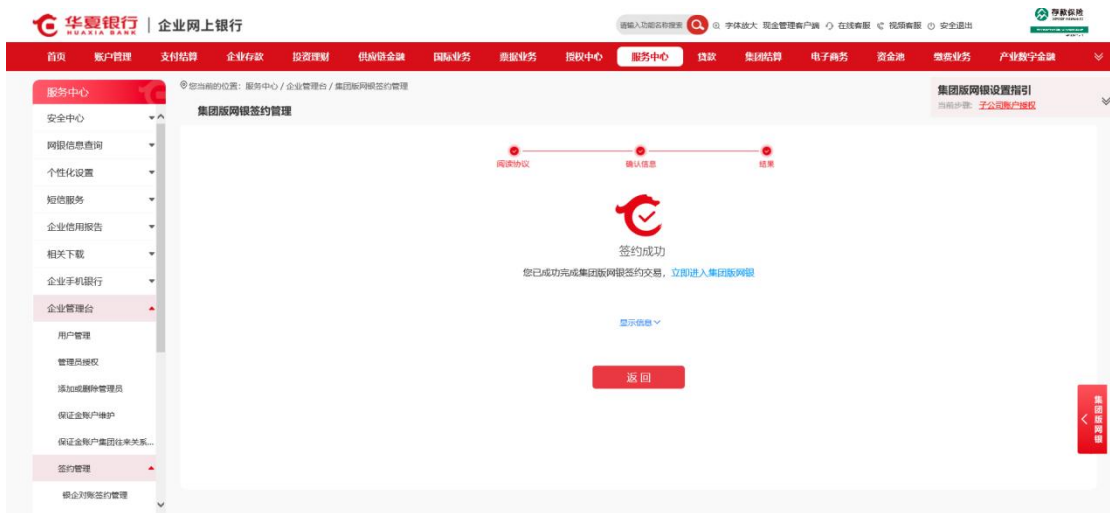 华夏银行 | 企业网上银行
HUAXIA BANK
请输入功能名称搜索 字体放大 现金管理客户端 在线客服 视频客服 安全退出
存款保险
首页 账户管理 支付结算 企业存款 投资理财 供应链金融 国际业务 票据业务 授权中心 服务中心 贷款 集团结算 电子商务 资金池 缴费业务 产业数字金融
服务中心
安全中心
网银信息查询
个性化设置
短信服务
企业信用报告
相关下载
企业手机银行
企业管理台
用户管理
管理员授权
添加或删除管理员
保证金账户维护
保证金账户集团往来关系...
签约管理
银企对账签约管理
您当前的位置：服务中心 / 企业管理台 / 集团版网银签约管理
集团版网银签约管理
阅读协议 确认信息 结果
签约成功
您已成功完成集团版网银签约交易，立即进入集团版网银
显示信息
返回
集团版网银设置指引
当前步骤：子公司账户授权
集团版网银